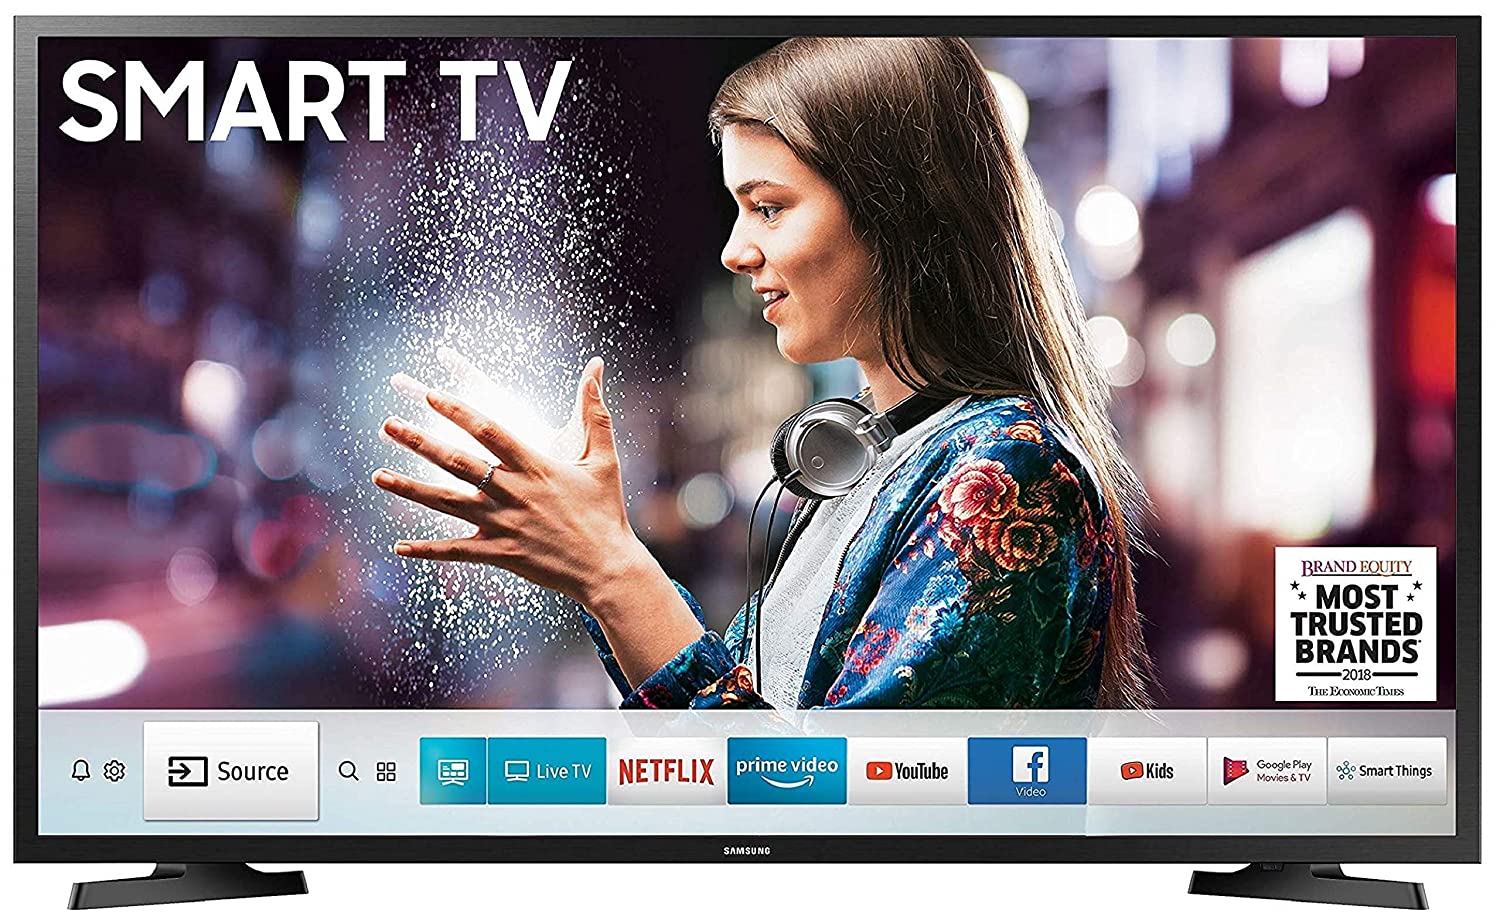 SMART TV
BRAND EQUITY
MOST
TRUSTED
BRANDS
2018
THE ECONOMIC TIMES
Source
Live TV
NETFLIX
prime video
YouTube
Video
Kids
Google Play
Movies & TV
Smart Things
SAMSUNG